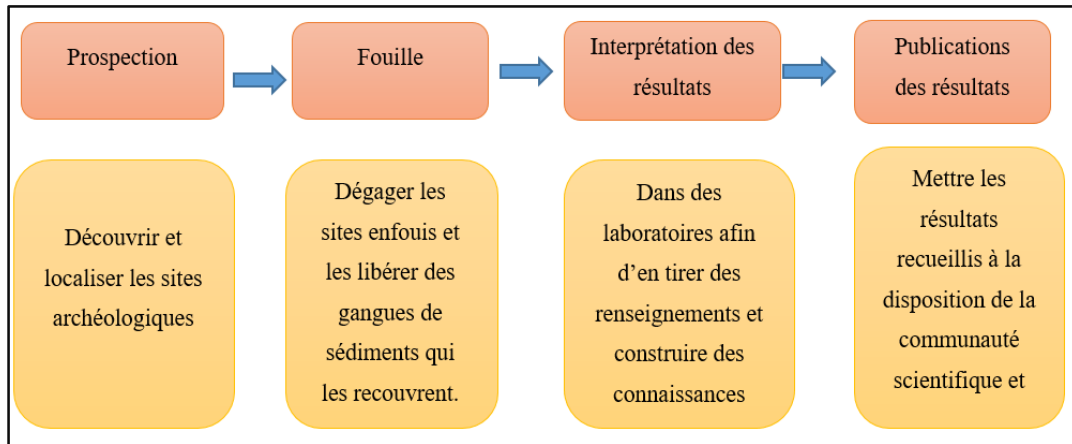 Prospection
Fouille
Interprétation des
résultats
Publications
des résultats
Découvrir et
localiser les sites
archéologiques
Dégager les
sites enfouis et
les libérer des
gangues de
sédiments qui
les recouvrent.
Dans des
laboratoires afin
d’en tirer des
renseignements et
construire des
connaissances
Mettre les
résultats
recueillis à la
disposition de la
communauté
scientifique et